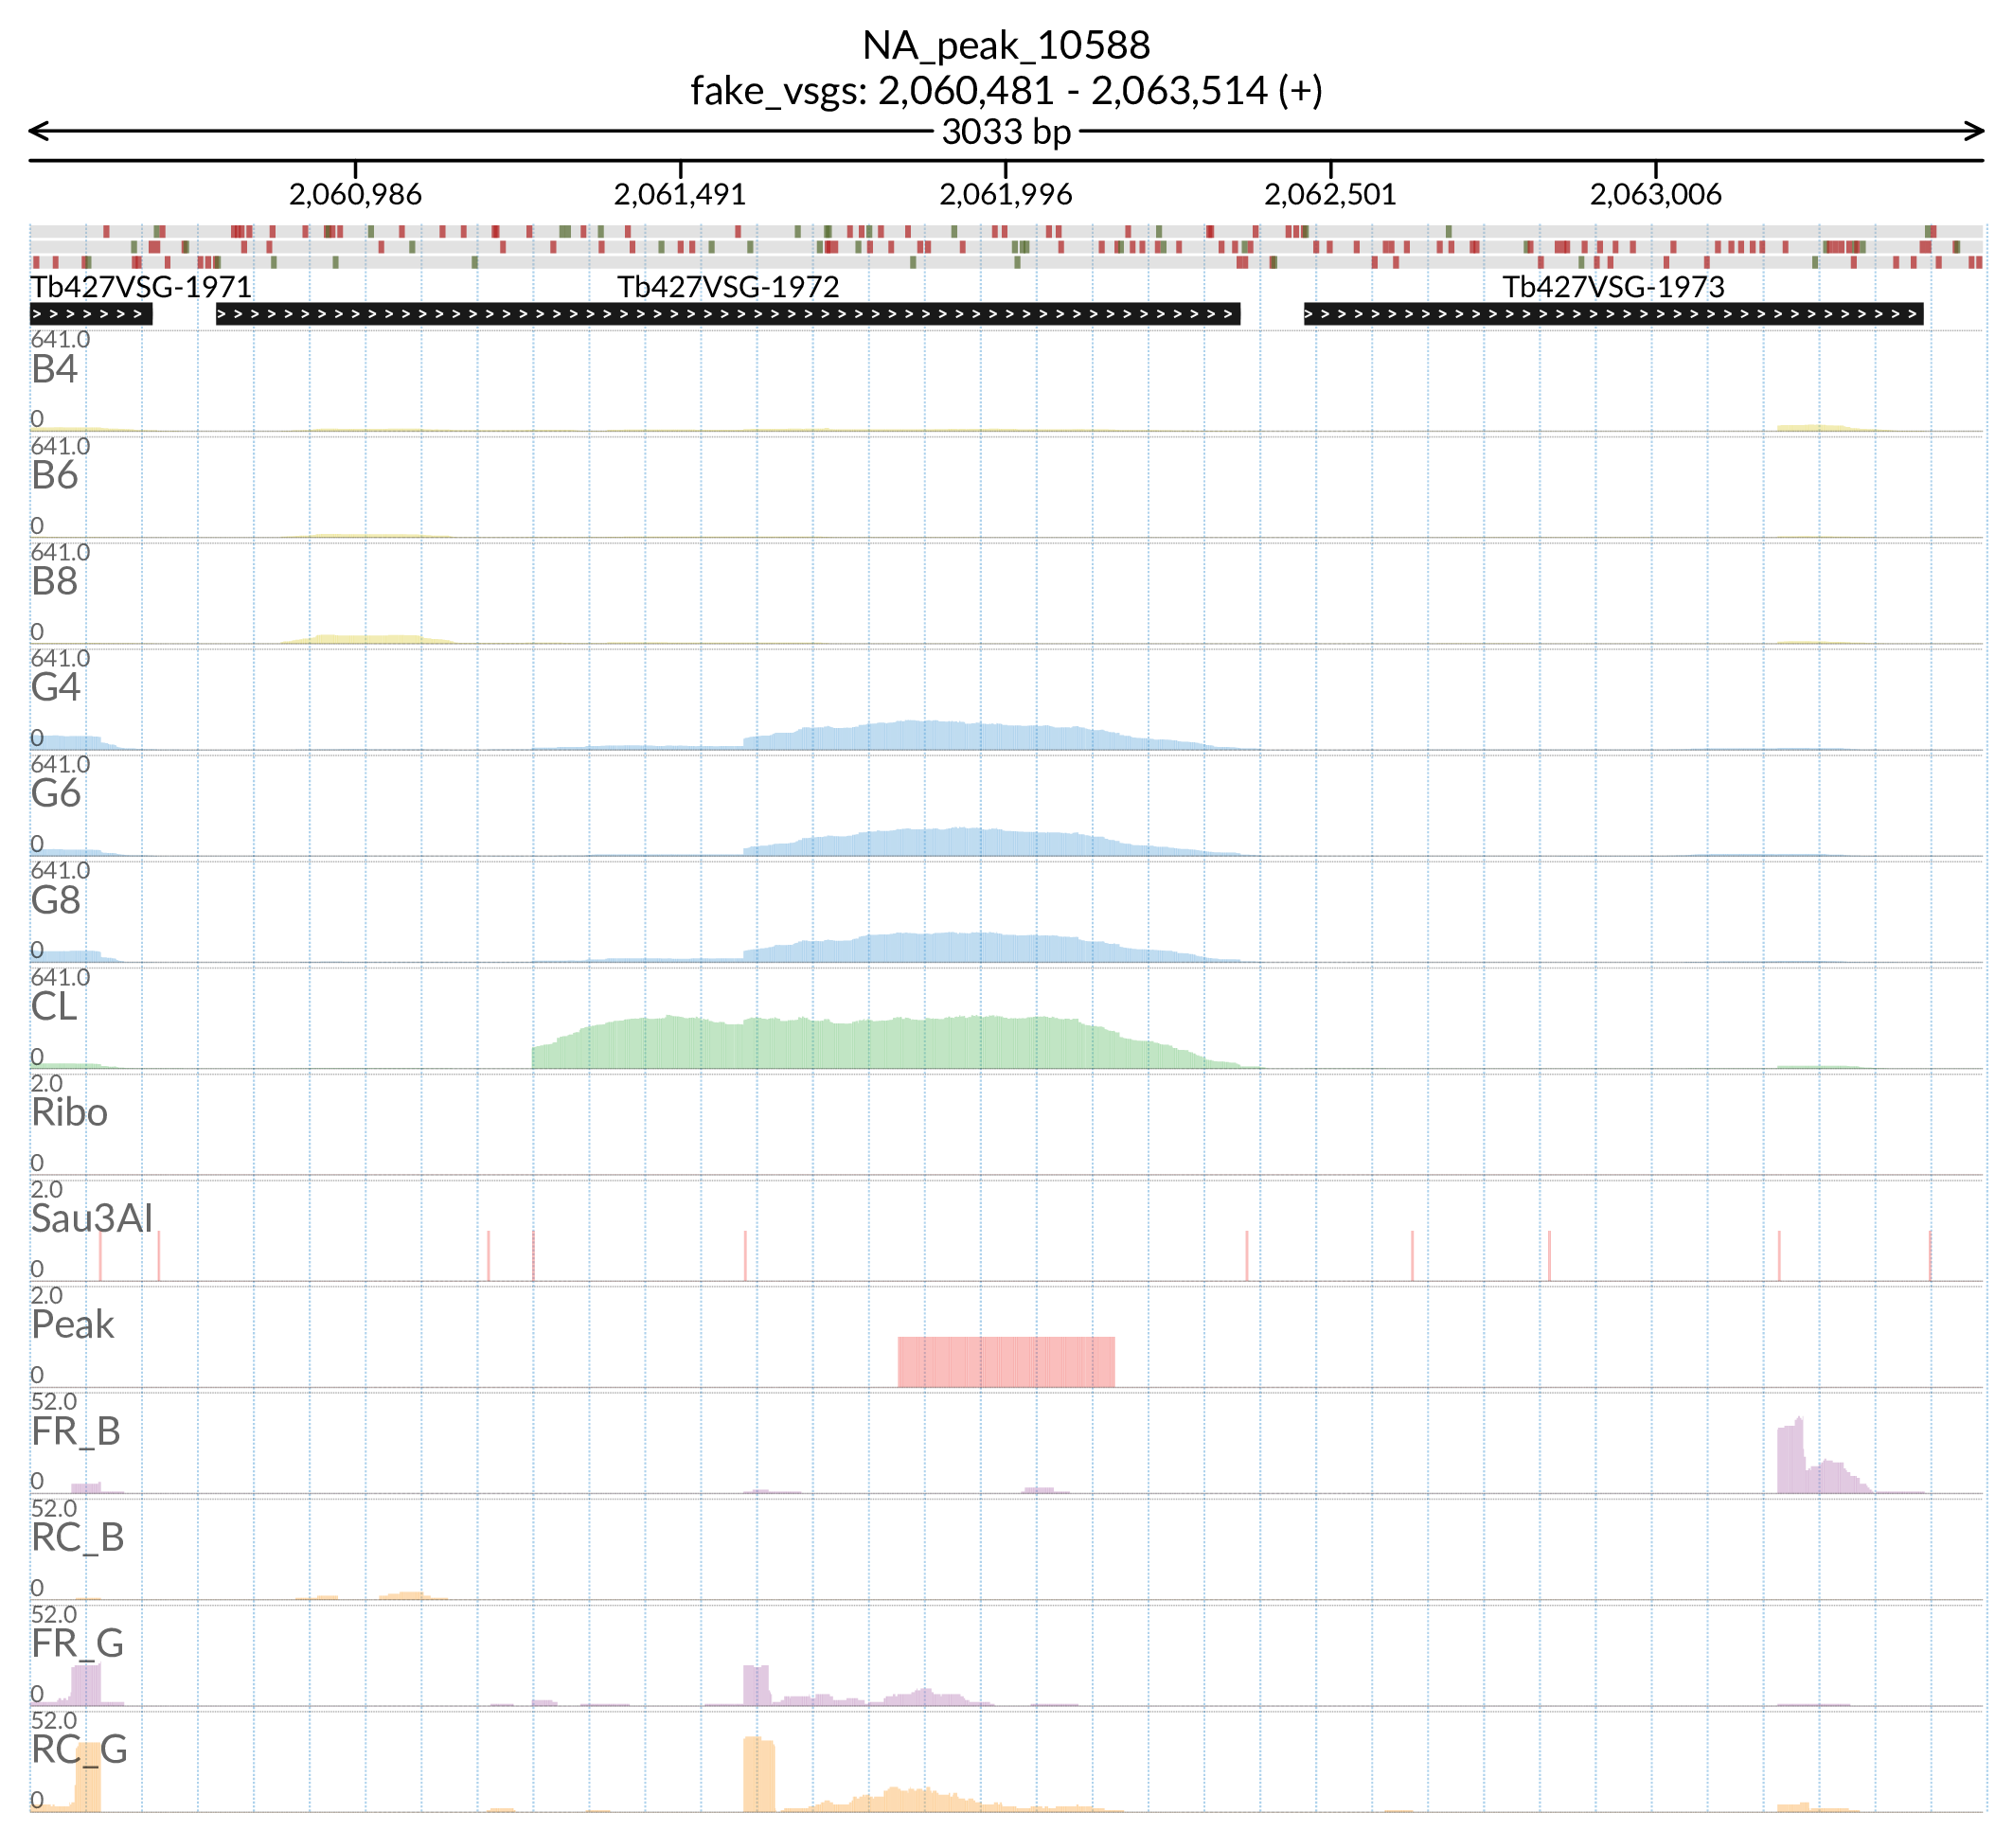 NA_peak_10588
fake_vsgs: 2,060,481 - 2,063,514 (+)
3033 bp
2,060,986 2,061,491 2,061,996 2,062,501 2,063,006
Tb427VSG-1971 Tb427VSG-1972 Tb427VSG-1973
641.0
B4
0
641.0
B6
0
641.0
B8
0
641.0
G4
0
641.0
G6
0
641.0
G8
0
641.0
CL
0
2.0
Ribo
0
2.0
Sau3AI
0
2.0
Peak
0
52.0
FR_B
0
52.0
RC_B
0
52.0
FR_G
0
52.0
RC_G
0